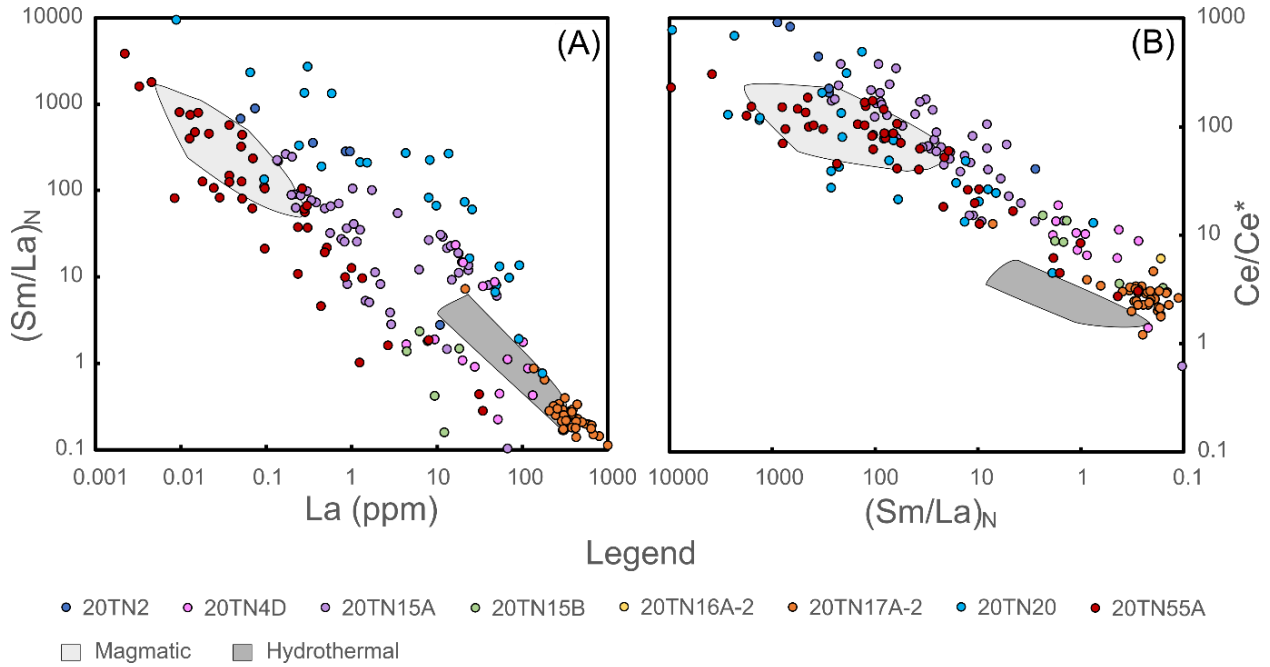 10000
1000
100
10
1
0.1
(Sm/La)N
(A)
0.001
0.01
0.1
1
10
100
1000
La (ppm)
(B)
1000
100
10
1
0.1
Ce/Ce*
10000
1000
100
10
1
0.1
(Sm/La)N
Legend
20TN2 20TN4D 20TN15A 20TN15B 20TN16A-2 20TN17A-2 20TN20 20TN55A
Magmatic Hydrothermal